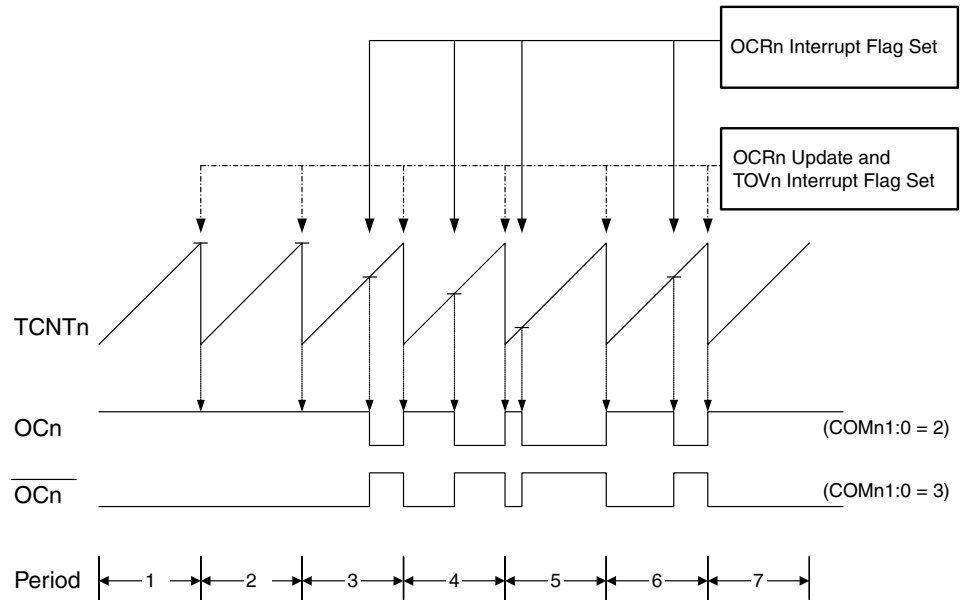 OCRn Interrupt Flag Set
OCRn Update and
TOVn Interrupt Flag Set
TCNTn
OCn
(COMn1:0 = 2)
OCn
(COMn1:0 = 3)
Period
1
2
3
4
5
6
7